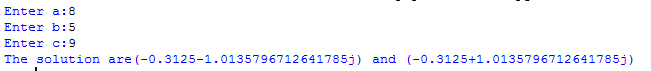 Enter a:8
Enter b:5
Enter c:9
The solution are(-0.3125-1.0135796712641785j) and (-0.3125+1.0135796712641785j)